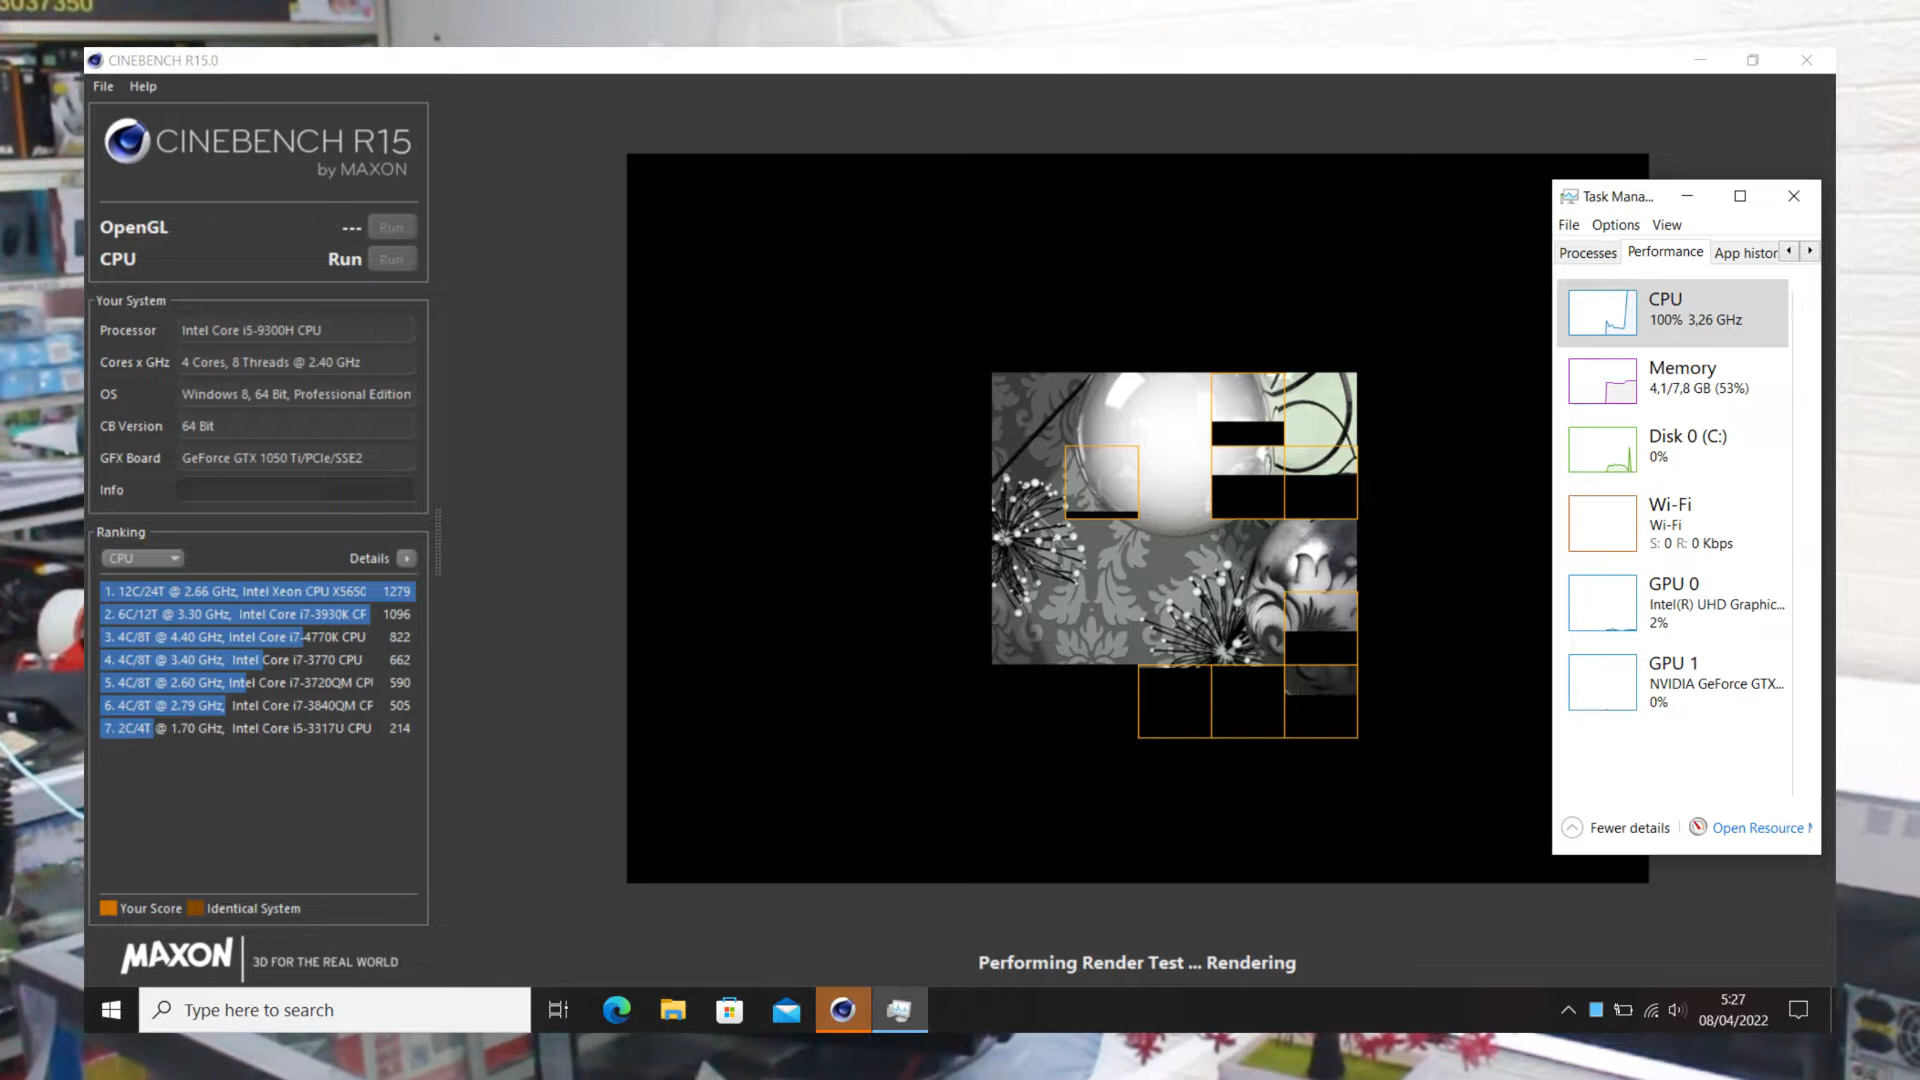 3037350
CINEBENCH R15.0
File Help
CINEBENCH R15
by MAXON
OpenGL --- Run
CPU Run Run
Your System
Processor Intel Core i5-9300H CPU
Cores x GHz 4 Cores, 8 Threads @ 2.40 GHz
OS Windows 8, 64 Bit, Professional Edition
CB Version 64 Bit
GFX Board GeForce GTX 1050 Ti/PCIe/SSE2
Info
Ranking
CPU Details
1. 12C/24T @ 2.66 GHz, Intel Xeon CPU X5650 1279
2. 6C/12T @ 3.30 GHz, Intel Core i7-3930K CP 1096
3. 4C/8T @ 4.40 GHz, Intel Core i7-4770K CPU 822
4. 4C/8T @ 3.40 GHz, Intel Core i7-3770 CPU 662
5. 4C/8T @ 2.60 GHz, Intel Core i7-3720QM CPU 590
6. 4C/8T @ 2.79 GHz, Intel Core i7-3840QM CP 505
7. 2C/4T @ 1.70 GHz, Intel Core i5-3317U CPU 214
Your Score Identical System
MAXON 3D FOR THE REAL WORLD
Performing Render Test ... Rendering
Task Mana...
File Options View
Processes Performance App histor
CPU
100% 3,26 GHz
Memory
4,1/7,8 GB (53%)
Disk 0 (C:)
0%
Wi-Fi
Wi-Fi
S: 0 R: 0 Kbps
GPU 0
Intel(R) UHD Graphic...
2%
GPU 1
NVIDIA GeForce GTX...
0%
Fewer details Open Resource M
Type here to search
5:27
08/04/2022